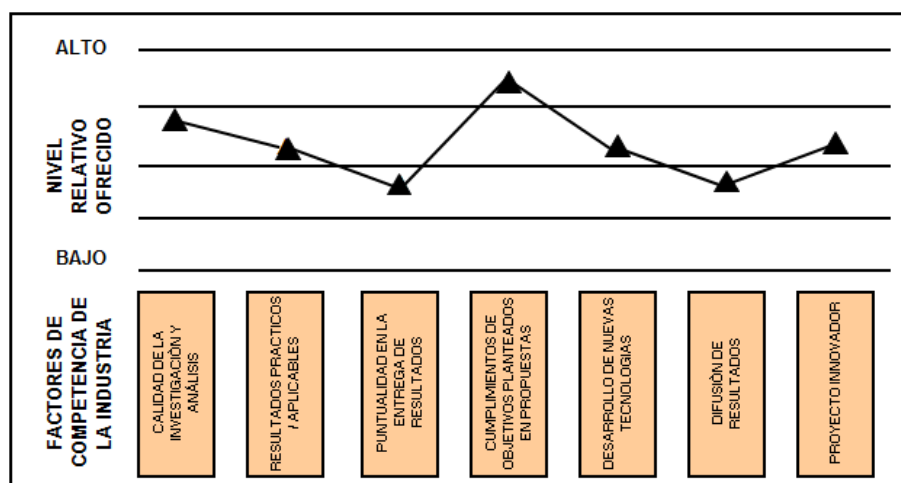 ALTO
NIVEL
RELATIVO
OFRECIDO
BAJO
FACTORES DE
COMPETENCIA DE
LA INDUSTRIA
CALIDAD DE LA
INVESTIGACIÒN Y
ANÁLISIS
RESULTADOS PRACTICOS
/ APLICABLES
PUNTUALIDAD EN LA
ENTREGA DE
RESULTADOS
CUMPLIMIENTOS DE
OBJETIVOS PLANTEADOS
EN PROPUESTAS
DESARROLLO DE NUEVAS
TECNOLOGIAS
DIFUSIÒN DE
RESULTADOS
PROYECTO INNOVADOR